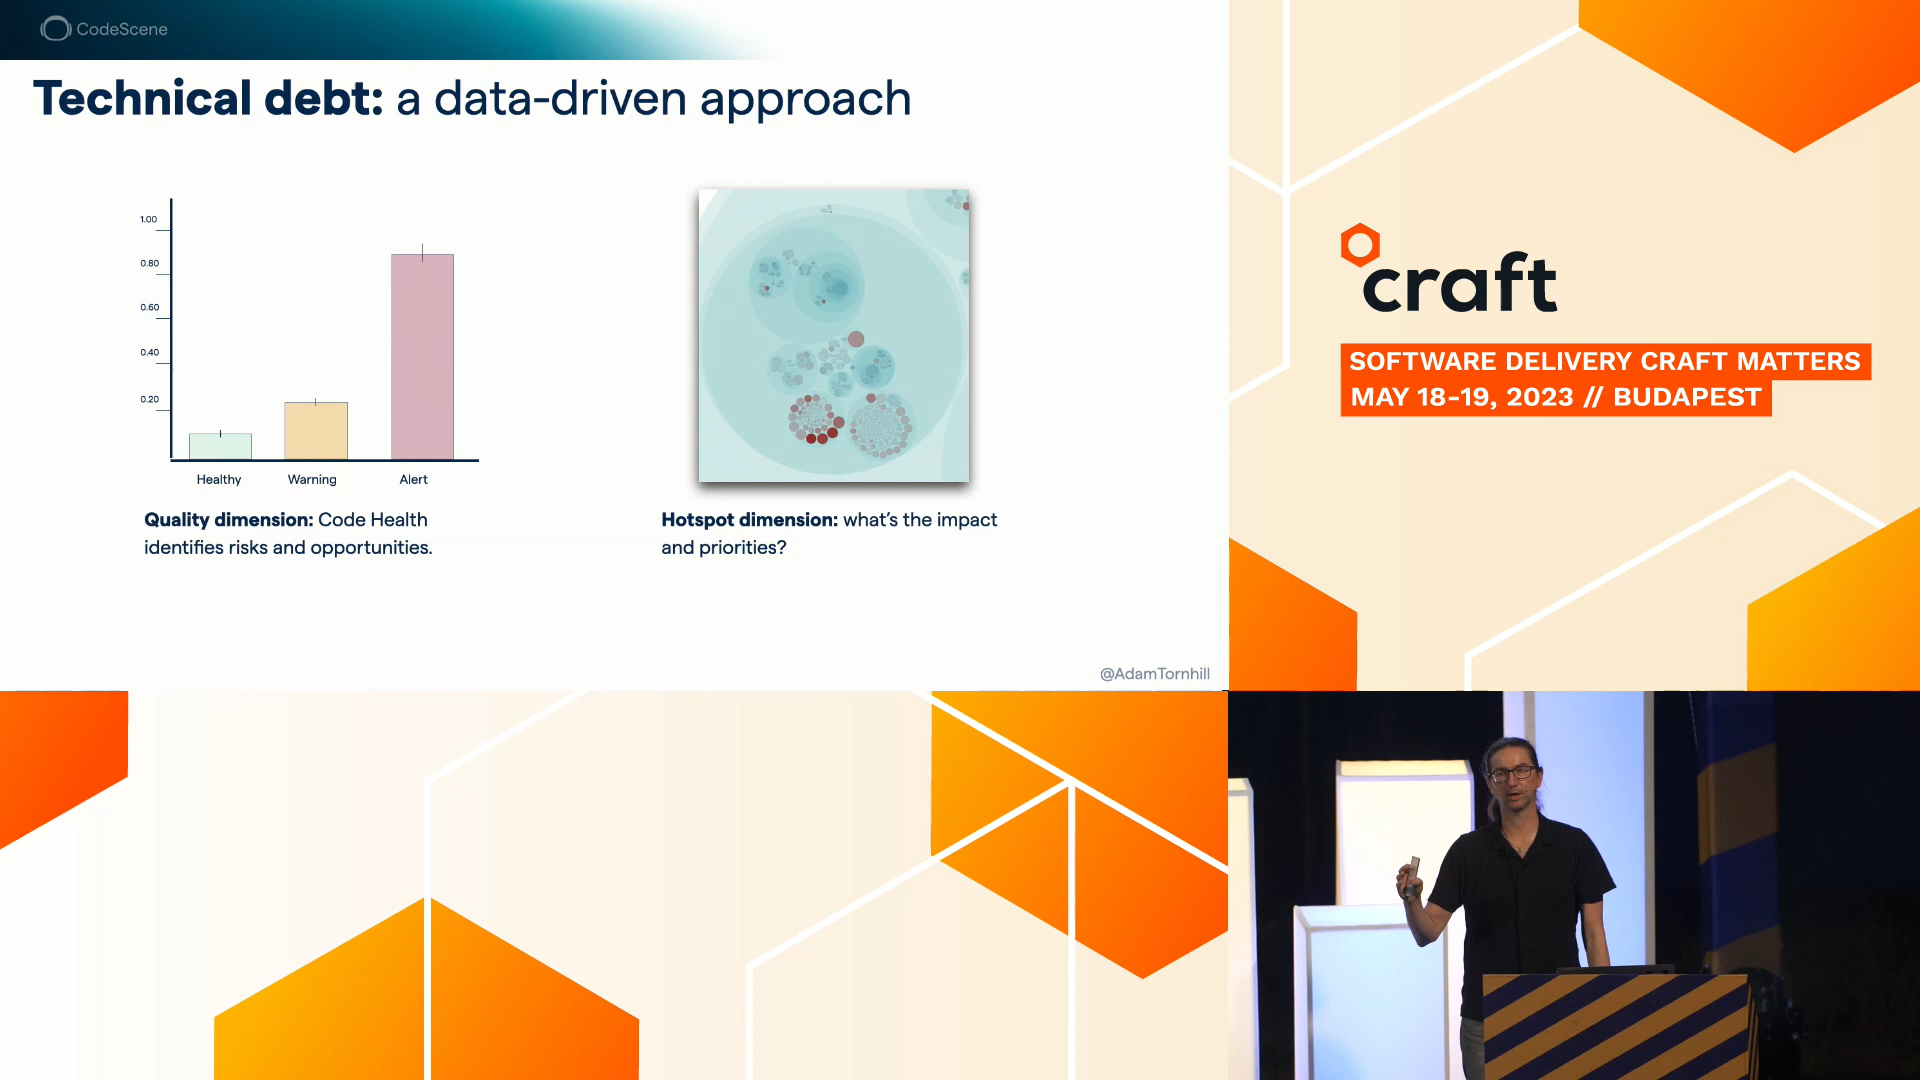 CodeScene
Technical debt: a data-driven approach
1.00
0.80
0.60
0.40
0.20
Healthy
Warning
Alert
Quality dimension: Code Health
identifies risks and opportunities.
Hotspot dimension: what's the impact
and priorities?
@AdamTornhill
craft
SOFTWARE DELIVERY CRAFT MATTERS
MAY 18-19, 2023 // BUDAPEST